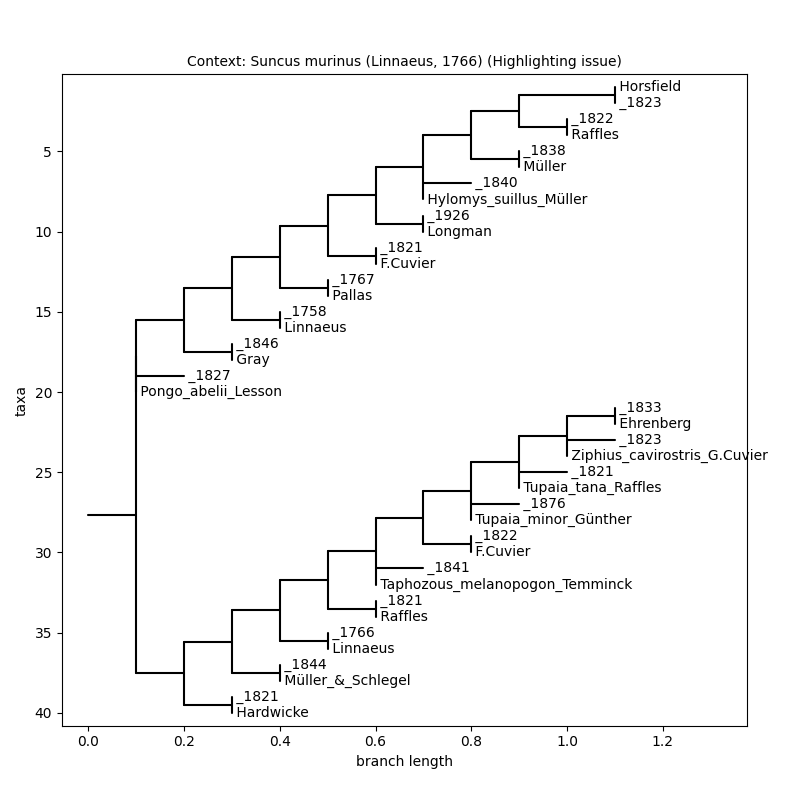 Context: Suncus murinus (Linnaeus, 1766) (Highlighting issue)
Horsfield
_1823
_1822
Raffles
_1838
Müller
_1840
Hylomys_suillus_Müller
_1926
Longman
_1821
F.Cuvier
_1767
Pallas
_1758
Linnaeus
_1846
Gray
_1827
Pongo_abelii_Lesson
_1833
Ehrenberg
_1823
Ziphius_cavirostris_G.Cuvier
_1821
Tupaia_tana_Raffles
_1876
Tupaia_minor_Günther
_1822
F.Cuvier
_1841
Taphozous_melanopogon_Temminck
_1821
Raffles
_1766
Linnaeus
_1844
Müller_&_Schlegel
_1821
Hardwicke
taxa
5
10
15
20
25
30
35
40
0.0 0.2 0.4 0.6 0.8 1.0 1.2
branch length